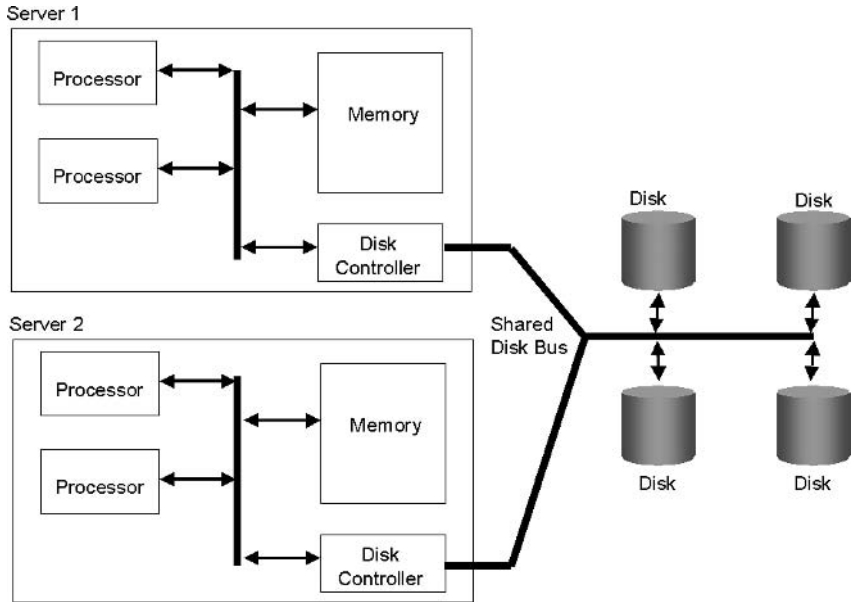 Server 1
Processor
Memory
Processor
Disk
Controller
Server 2
Processor
Memory
Processor
Disk
Controller
Shared
Disk Bus
Disk
Disk
Disk
Disk